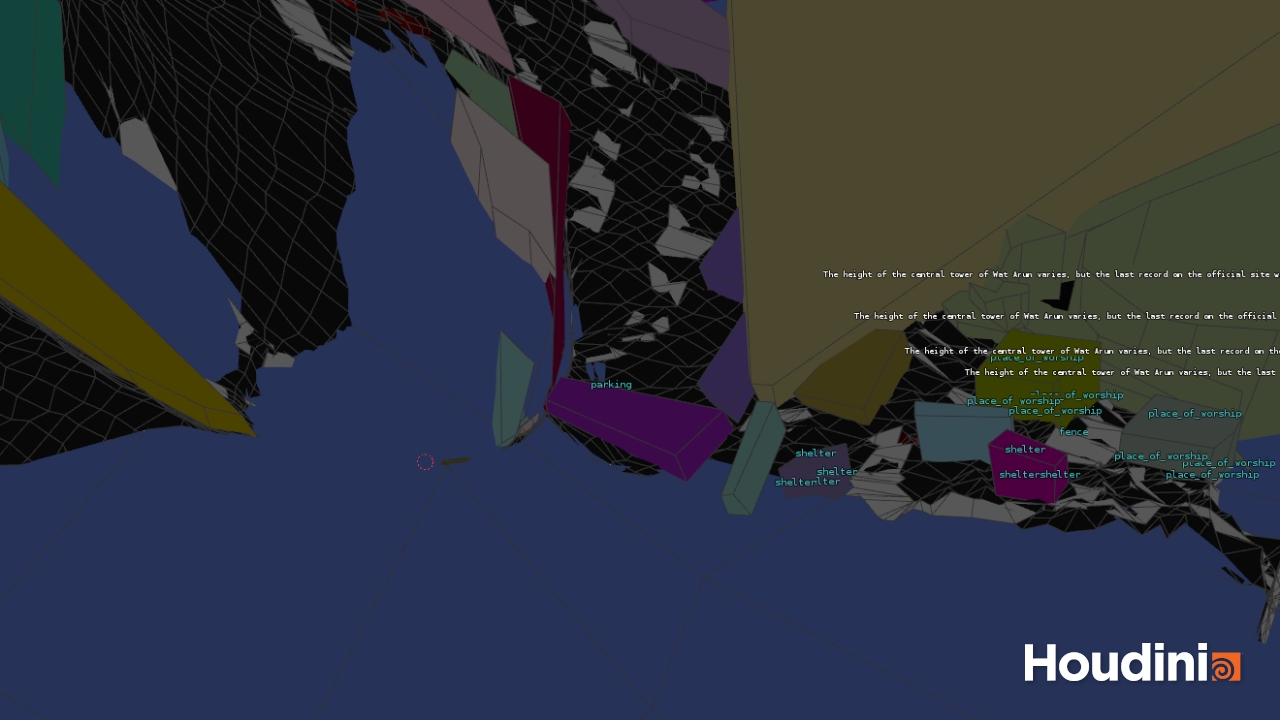 The height of the central tower of Wat Arun varies, but the last record on the official site w
The height of the central tower of Wat Arun varies, but the last record on the official
The height of the central tower of Wat Arun varies, but the last record on the
place_of_worship
The height of the central tower of Wat Arun varies, but the last
parking
place_of_worship
place_of_worship
place_of_worship
place_of_worship
fence
shelter
shelter
place_of_worship
place_of_worship
shelter
sheltershelter
place_of_worship
shelterlter
Houdini